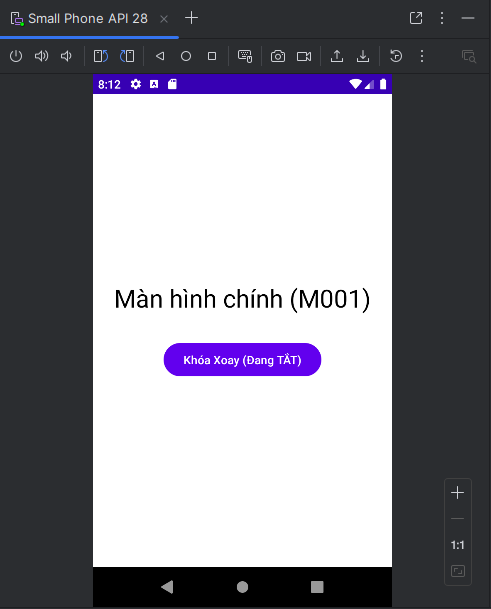 Small Phone API 28
8:12
Màn hình chính (M001)
Khóa Xoay (Đang TẮT)
1:1